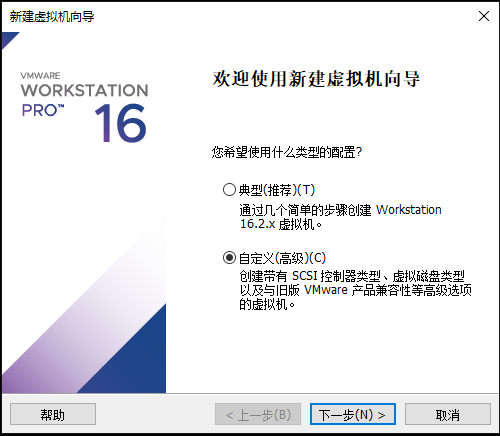 新建虚拟机向导
VMWARE
WORKSTATION
PRO™ 16
欢迎使用新建虚拟机向导
您希望使用什么类型的配置?
典型(推荐)(T)
通过几个简单的步骤创建 Workstation
16.2.x 虚拟机。
自定义(高级)(C)
创建带有 SCSI 控制器类型、虚拟磁盘类型
以及与旧版 VMware 产品兼容性等高级选项
的虚拟机。
帮助
< 上一步(B)
下一步(N) >
取消